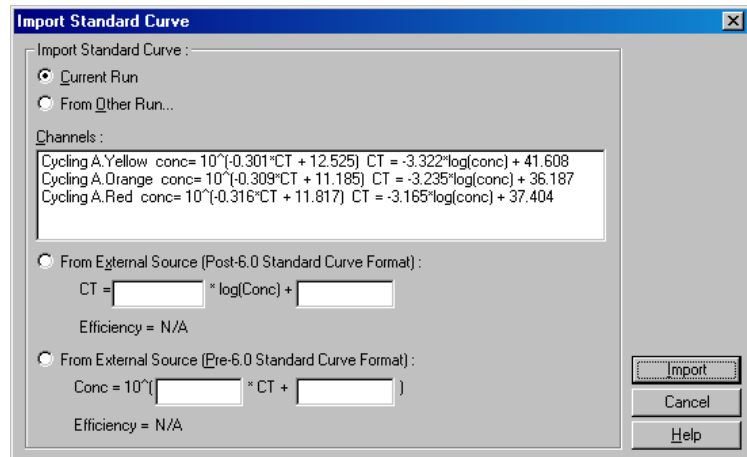 Import Standard Curve
Import Standard Curve :
Current Run
From Other Run...
Channels :
Cycling A.Yellow conc= 10^(-0.301*CT + 12.525) CT = -3.322*log(conc) + 41.608
Cycling A.Orange conc= 10^(-0.309*CT + 11.185) CT = -3.235*log(conc) + 36.187
Cycling A.Red conc= 10^(-0.316*CT + 11.817) CT = -3.165*log(conc) + 37.404
From External Source (Post-6.0 Standard Curve Format) :
CT = * log(Conc) +
Efficiency = N/A
From External Source (Pre-6.0 Standard Curve Format) :
Conc = 10^( * CT + )
Efficiency = N/A
Import
Cancel
Help